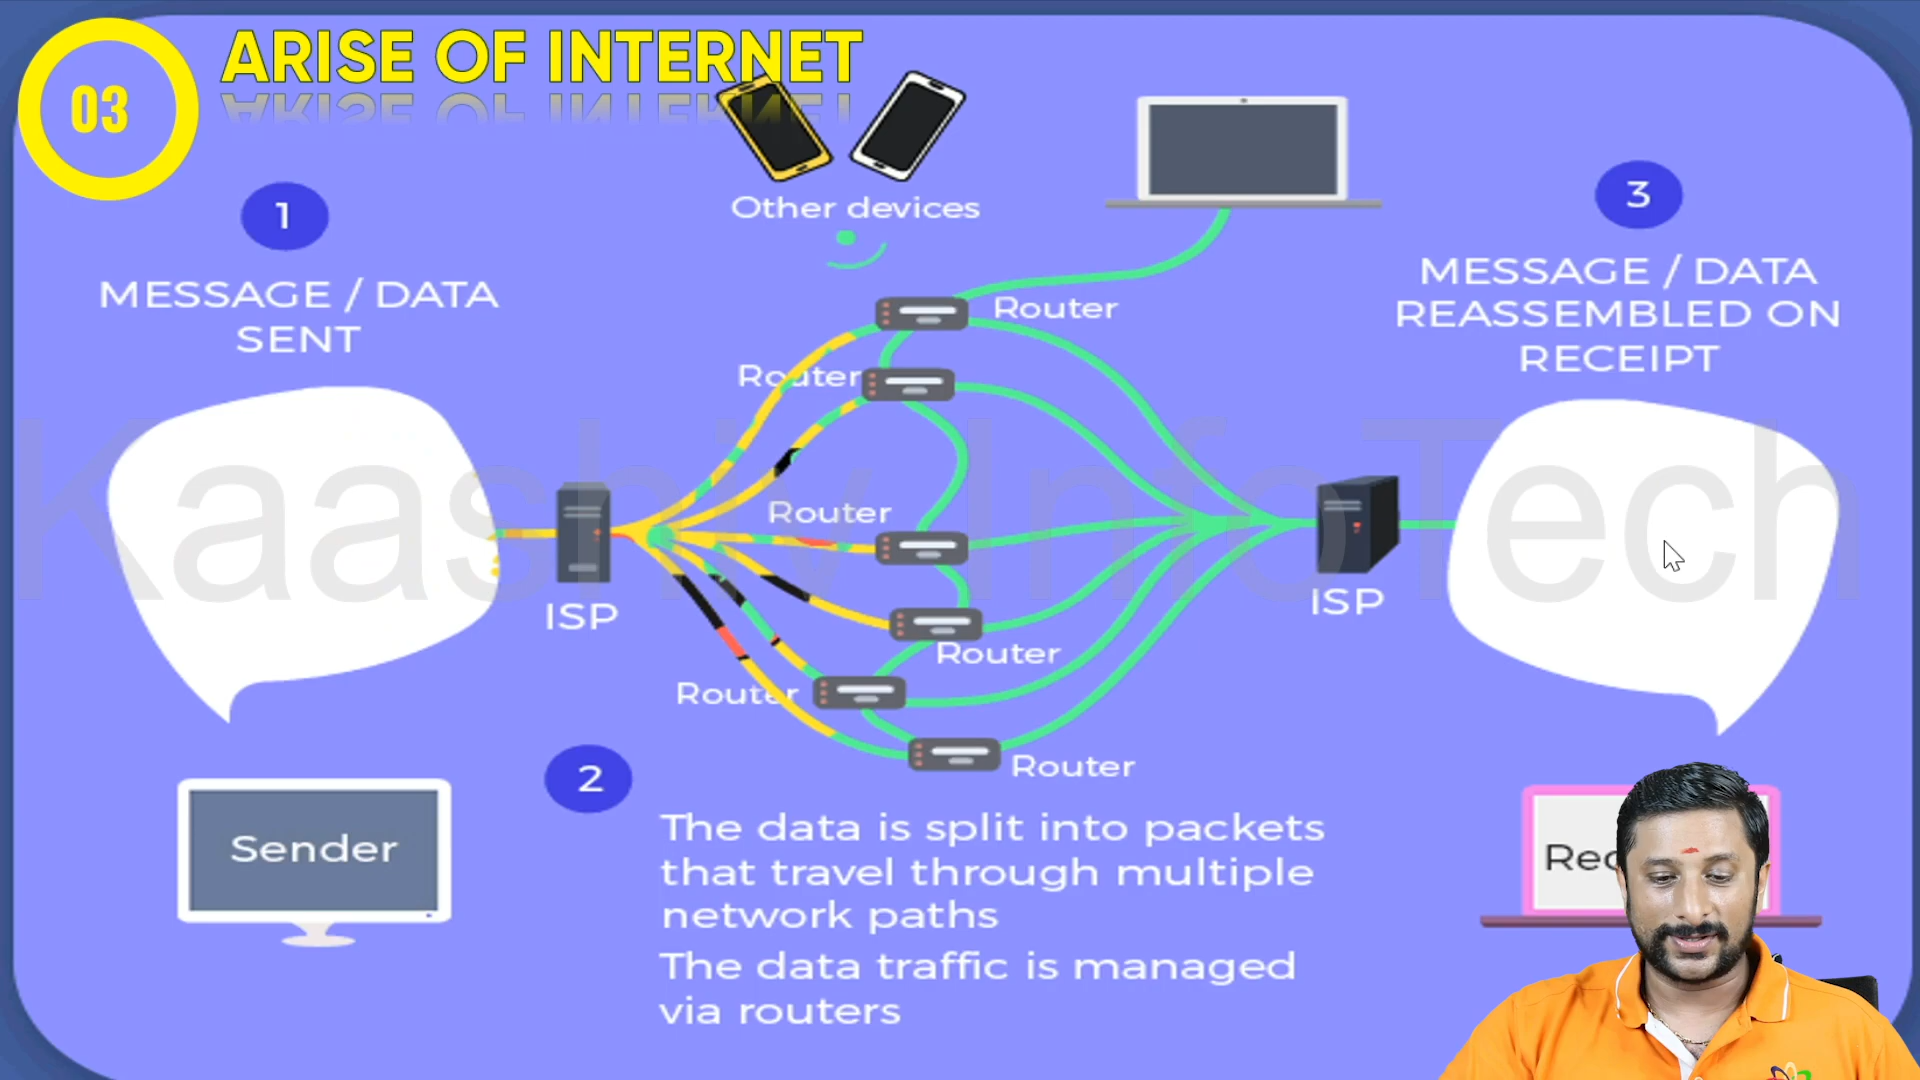 03
ARISE OF INTERNET
Other devices
1
MESSAGE / DATA
SENT
3
MESSAGE / DATA
REASSEMBLED ON
RECEIPT
Router
Router
Router
Router
Router
Router
ISP
ISP
Kaashiv InfoTech
Sender
2
The data is split into packets
that travel through multiple
network paths
The data traffic is managed
via routers